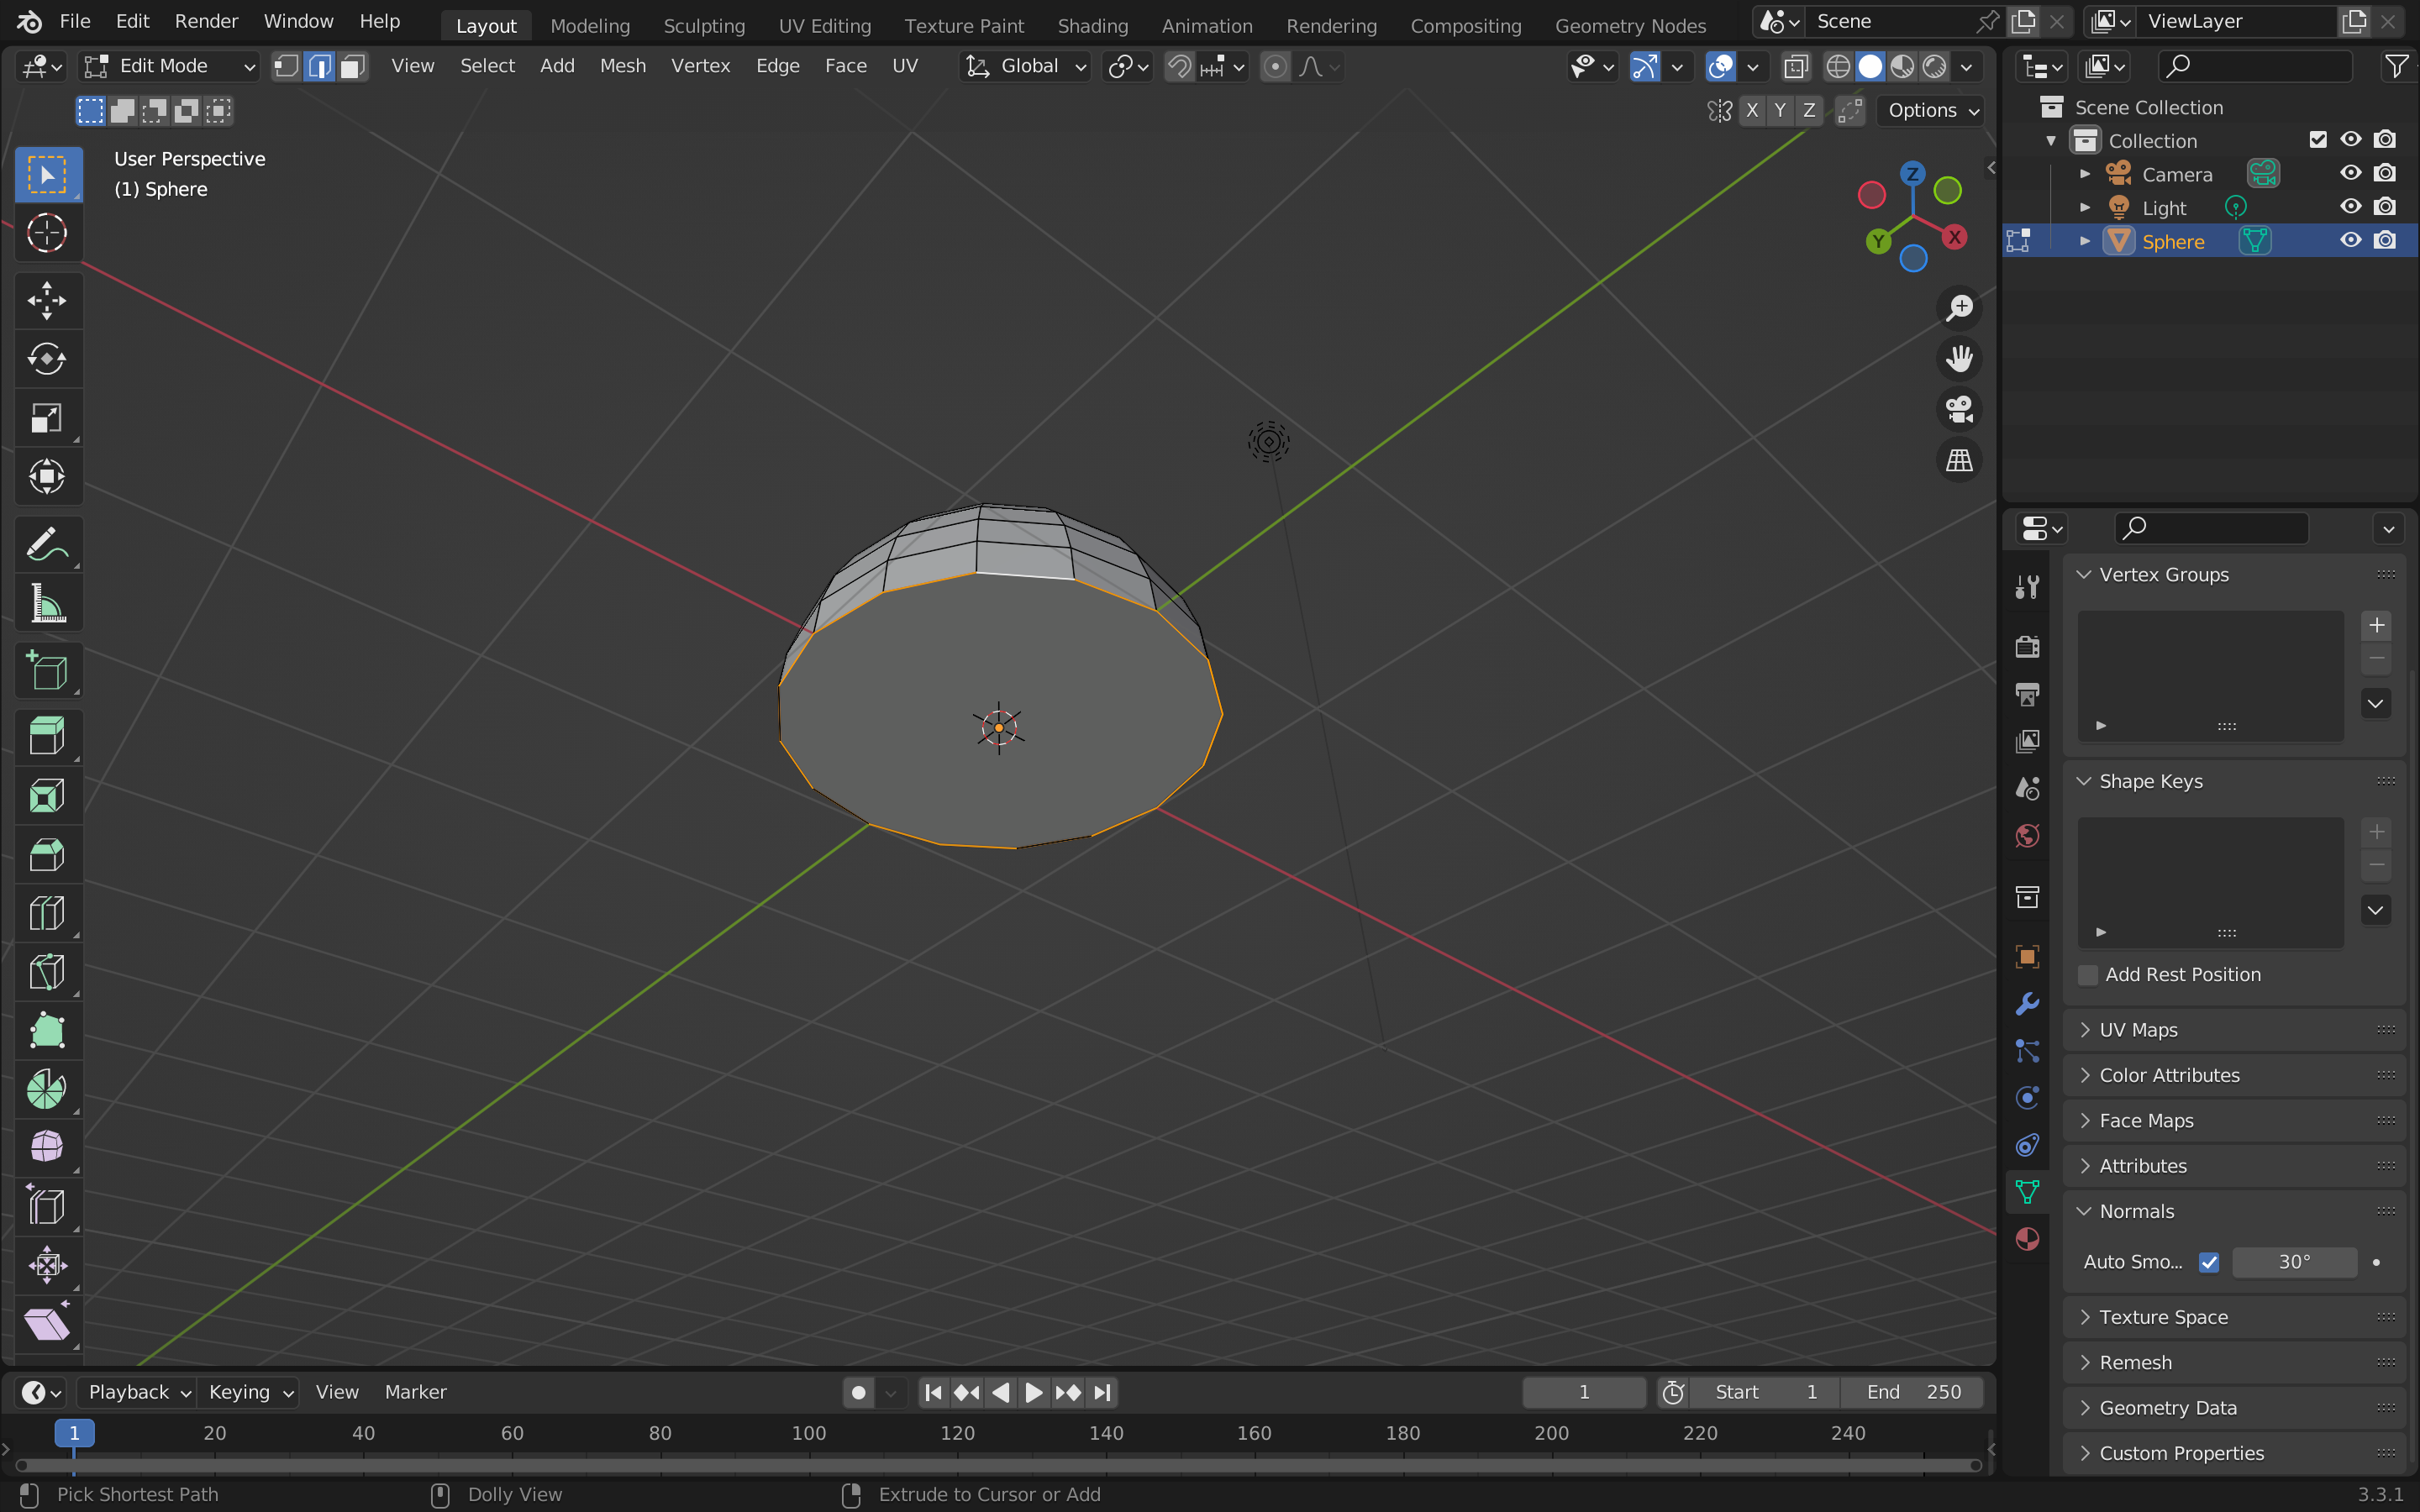 File Edit Render Window Help Layout Modeling Sculpting UV Editing Texture Paint Shading Animation Rendering Compositing Geometry Nodes Scene ViewLayer
Edit Mode View Select Add Mesh Vertex Edge Face UV Global
X Y Z Options
User Perspective
(1) Sphere
Z
Y
X
Scene Collection
Collection
Camera
Light
Sphere
Vertex Groups
Shape Keys
Add Rest Position
UV Maps
Color Attributes
Face Maps
Attributes
Normals
Auto Smo... 30°
Texture Space
Remesh
Geometry Data
Custom Properties
Playback Keying View Marker 1 Start 1 End 250
1 20 40 60 80 100 120 140 160 180 200 220 240
Pick Shortest Path Dolly View Extrude to Cursor or Add 3.3.1